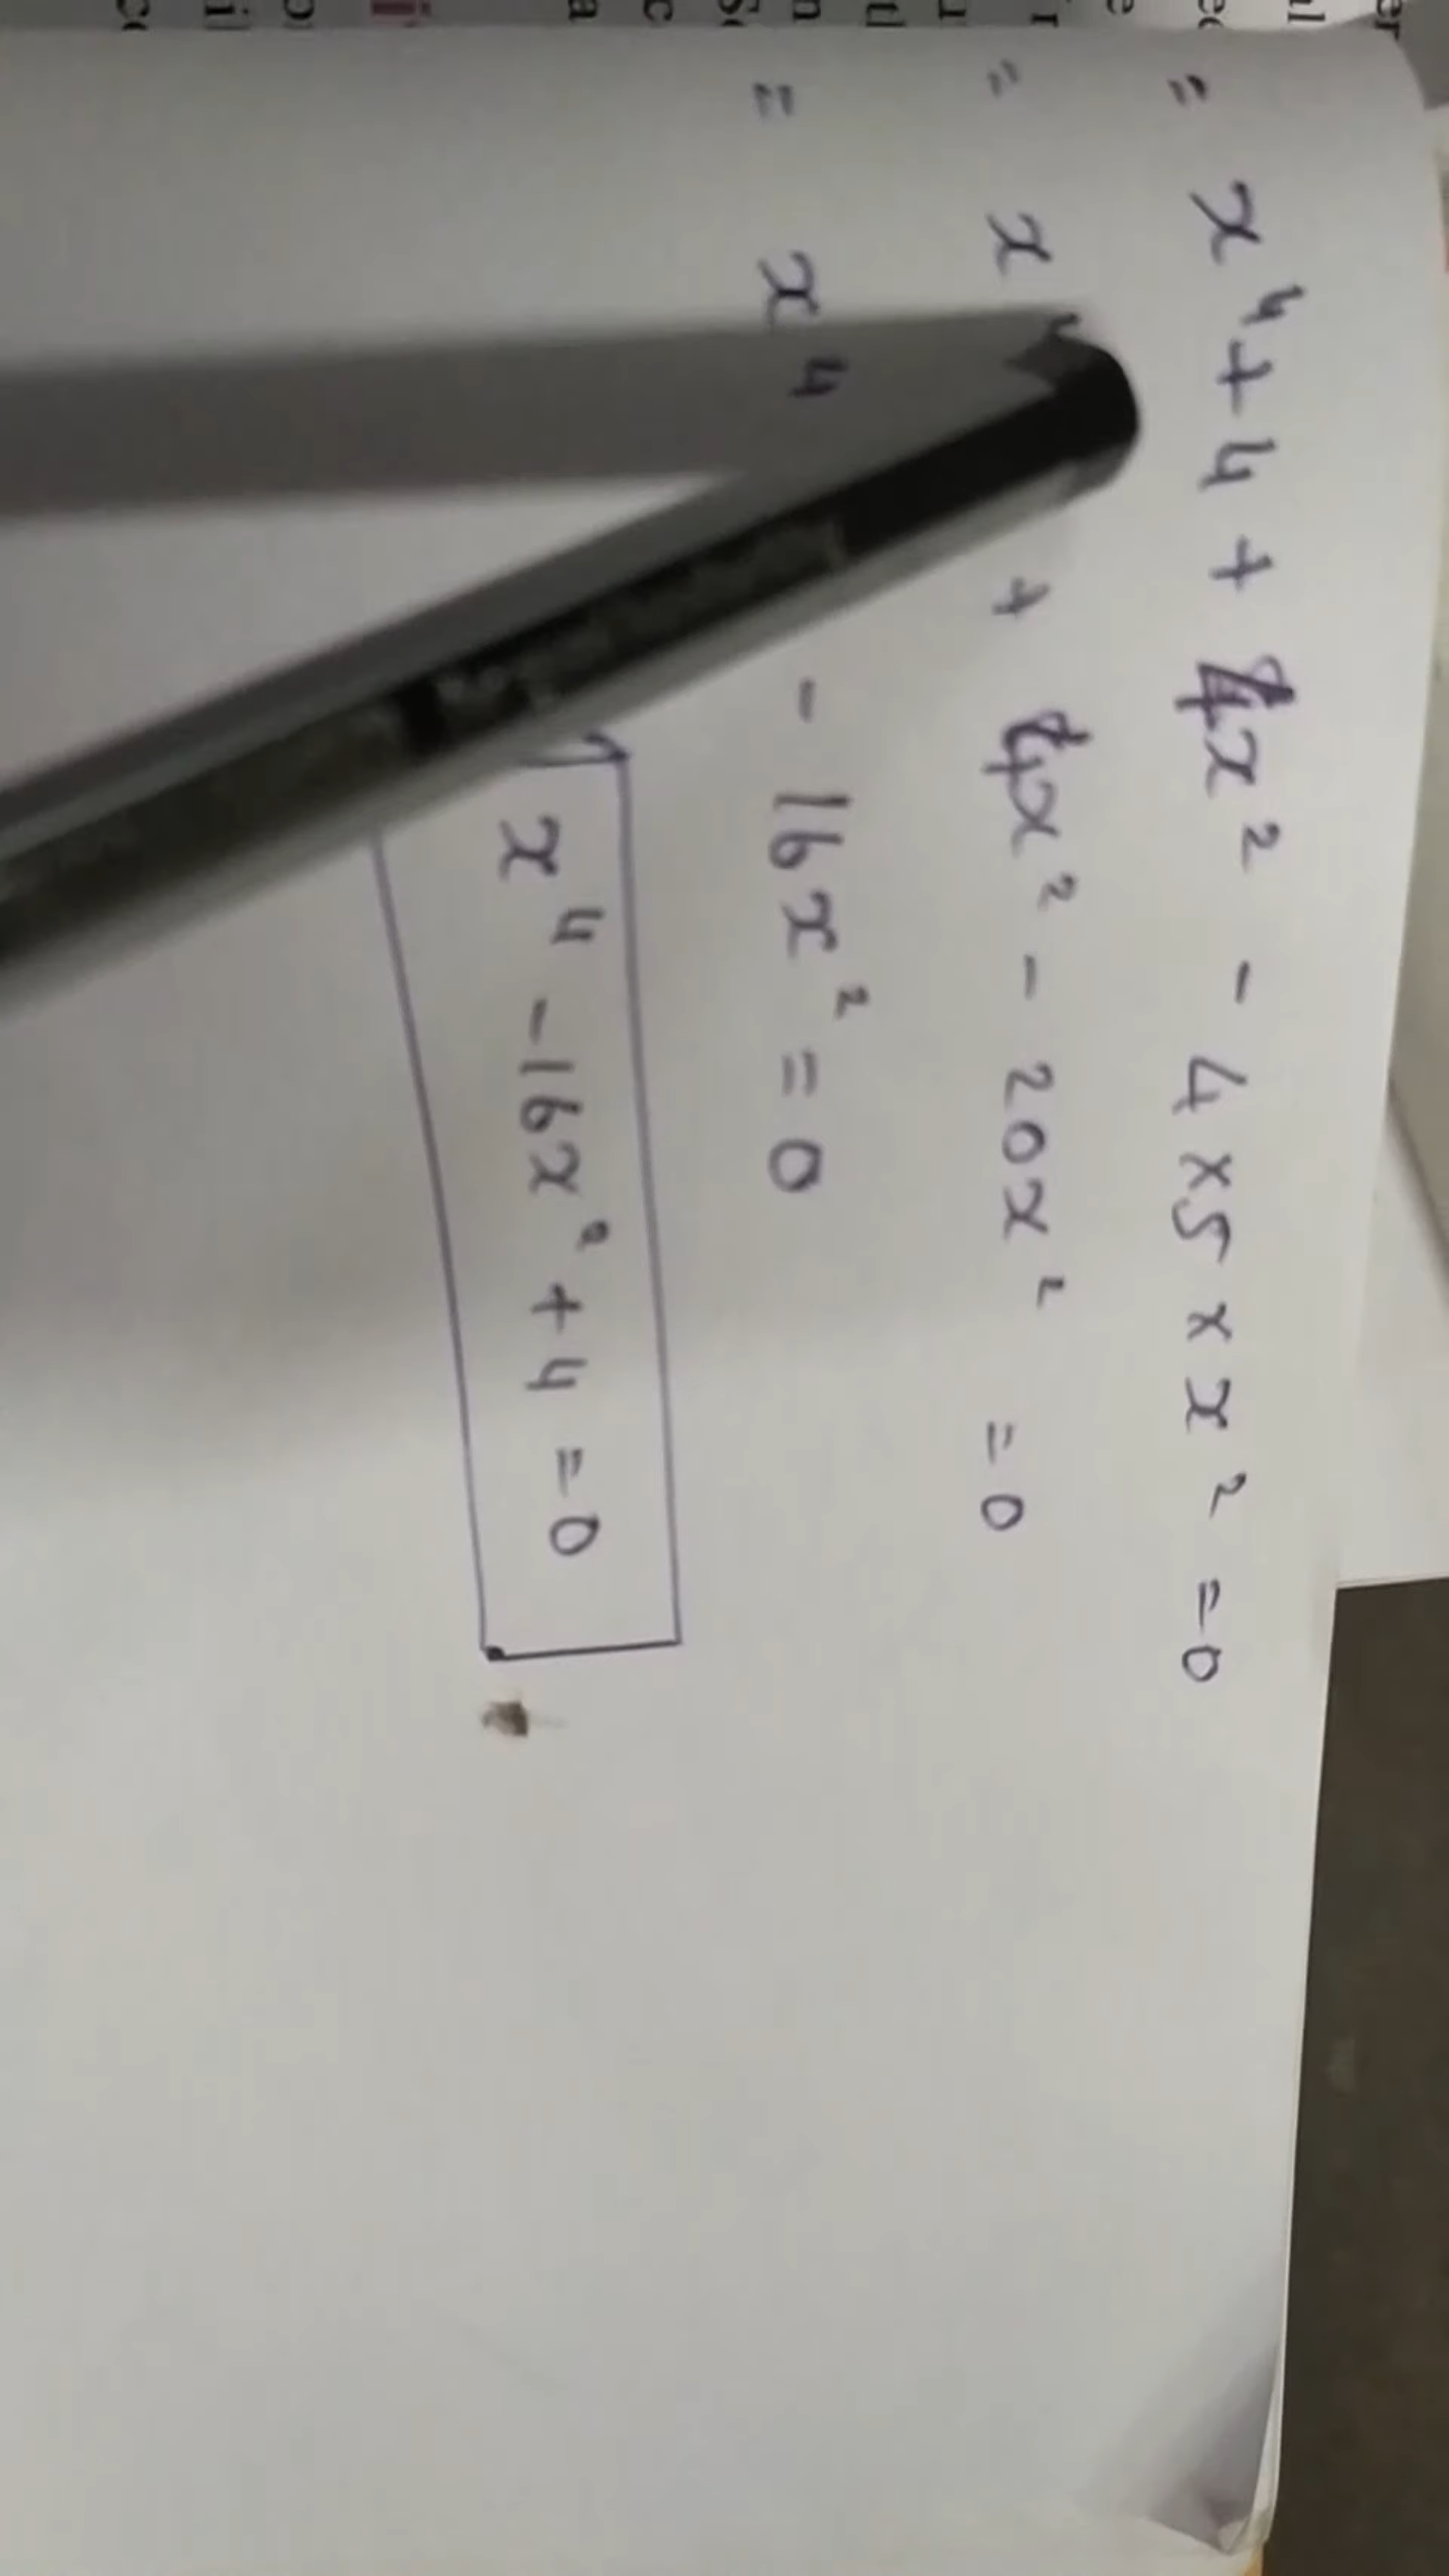 = x⁴ + 4 + 4x² - 4 x 5 x x² = 0
= x⁴ + 4x² - 20x² = 0
= x⁴ - 16x² = 0
x⁴ - 16x² + 4 = 0